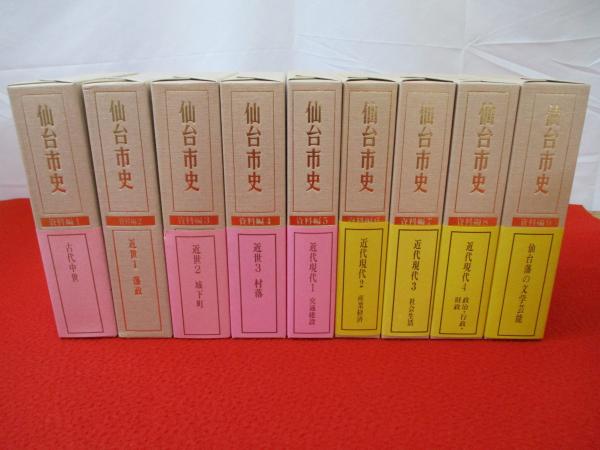 仙台市史
資料編1
古代中世
仙台市史
資料編2
近世1 藩政
仙台市史
資料編3
近世2 城下町
仙台市史
資料編4
近世3 村落
仙台市史
資料編5
近代現代1 交通建設
仙台市史
資料編6
近代現代2 産業経済
仙台市史
資料編7
近代現代3 社会生活
仙台市史
資料編8
近代現代4 政治・行政・財政
仙台市史
資料編9
仙台藩の文学芸能